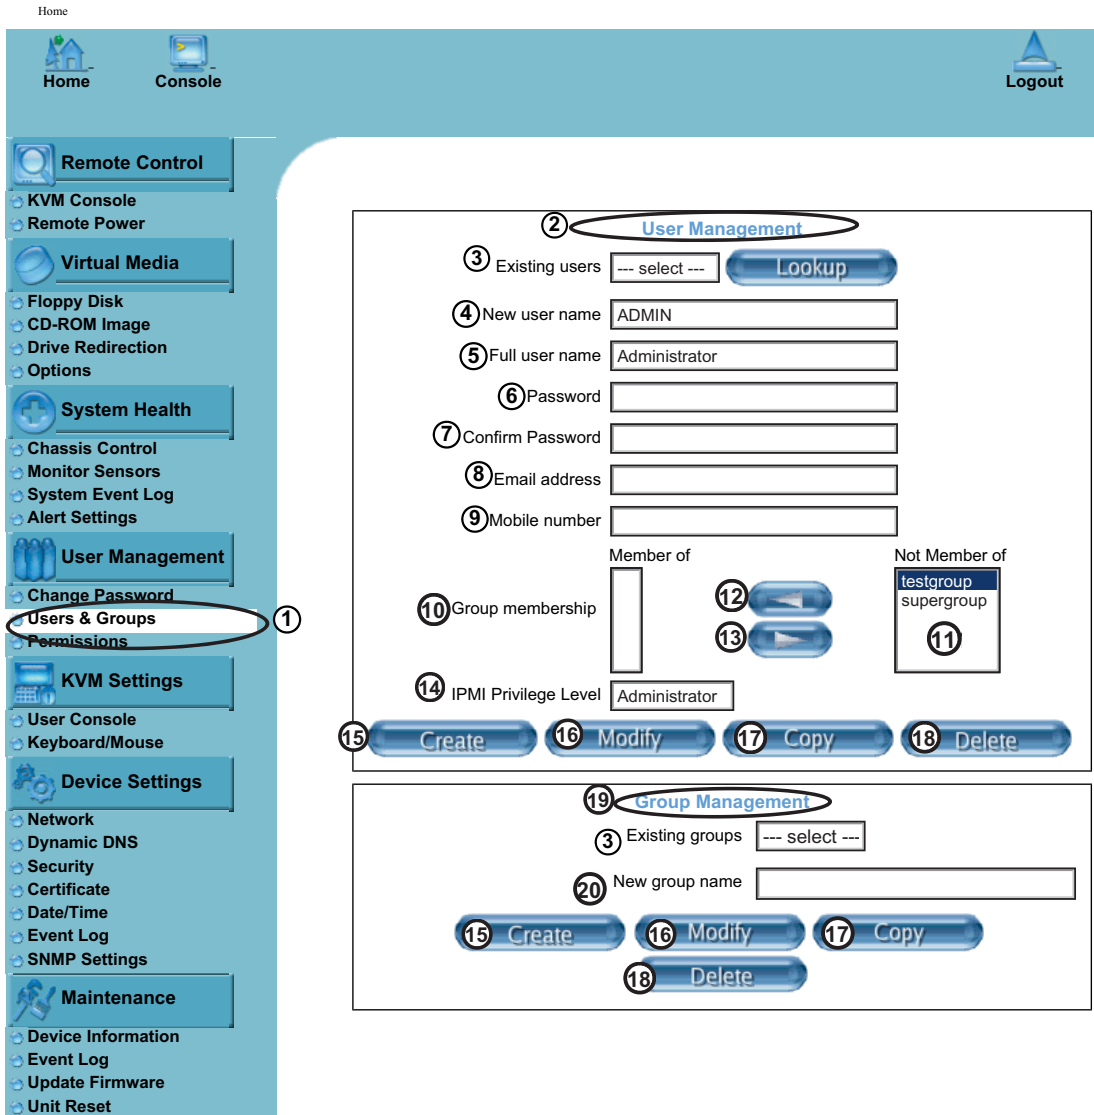 Home
Home
Console
Logout
Remote Control
KVM Console
Remote Power
Virtual Media
Floppy Disk
CD-ROM Image
Drive Redirection
Options
System Health
Chassis Control
Monitor Sensors
System Event Log
Alert Settings
User Management
Change Password
Users & Groups 1
Permissions
KVM Settings
User Console
Keyboard/Mouse
Device Settings
Network
Dynamic DNS
Security
Certificate
Date/Time
Event Log
SNMP Settings
Maintenance
Device Information
Event Log
Update Firmware
Unit Reset
2 User Management
3 Existing users --- select --- Lookup
4 New user name ADMIN
5 Full user name Administrator
6 Password
7 Confirm Password
8 Email address
9 Mobile number
Member of Not Member of
testgroup
10 Group membership 12 supergroup
13 11
14 IPMI Privilege Level Administrator
15 Create 16 Modify 17 Copy 18 Delete
19 Group Management
3 Existing groups --- select ---
20 New group name
15 Create 16 Modify 17 Copy
18 Delete